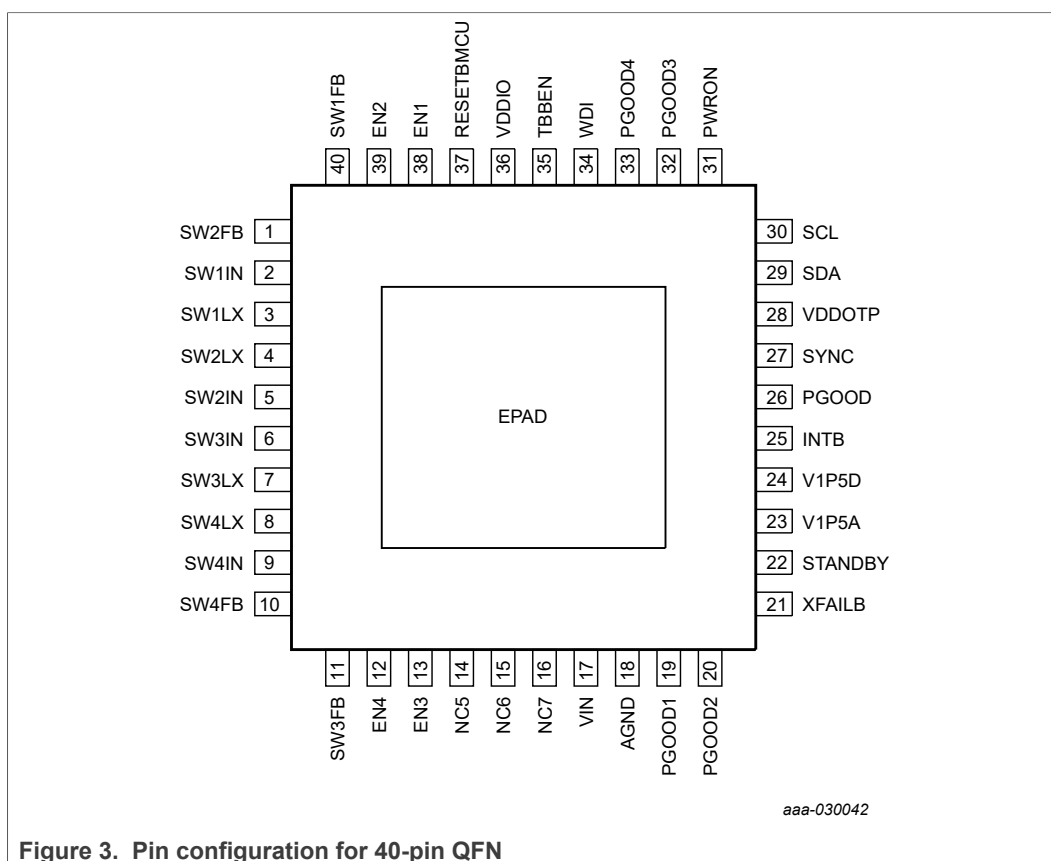 SW1FB
EN2
EN1
RESETBMCU
VDDIO
TBBEN
WDI
PGOOD4
PGOOD3
PWRON
40
39
38
37
36
35
34
33
32
31
SW2FB 1
SW1IN 2
SW1LX 3
SW2LX 4
SW2IN 5
SW3IN 6
SW3LX 7
SW4LX 8
SW4IN 9
SW4FB 10
EPAD
30 SCL
29 SDA
28 VDDOTP
27 SYNC
26 PGOOD
25 INTB
24 V1P5D
23 V1P5A
22 STANDBY
21 XFAILB
11
12
13
14
15
16
17
18
19
20
SW3FB
EN4
EN3
NC5
NC6
NC7
VIN
AGND
PGOOD1
PGOOD2
aaa-030042
Figure 3. Pin configuration for 40-pin QFN